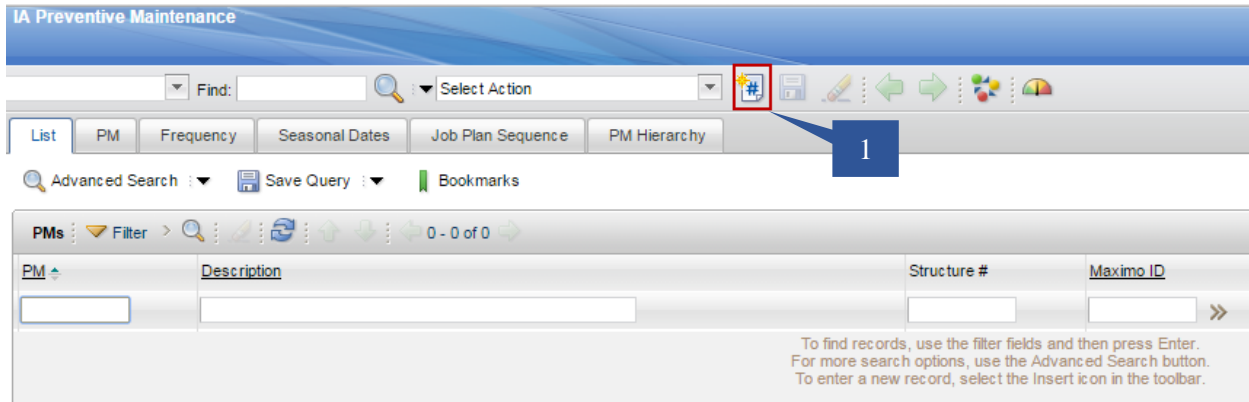 IA Preventive Maintenance
Find: Select Action
List PM Frequency Seasonal Dates Job Plan Sequence PM Hierarchy
1
Advanced Search Save Query Bookmarks
PMs Filter 0 - 0 of 0
PM Description Structure # Maximo ID
To find records, use the filter fields and then press Enter.
For more search options, use the Advanced Search button.
To enter a new record, select the Insert icon in the toolbar.